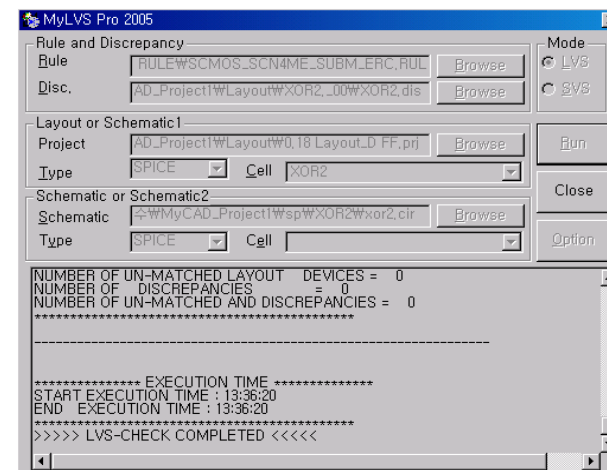 MyLVS Pro 2005
Rule and Discrepancy
Mode
Rule
RULE₩SCMOS_SCN4ME_SUBM_ERC.RUL
Browse
LVS
Disc.
AD_Project1₩Layout₩XOR2._00₩XOR2.dis
Browse
SVS
Layout or Schematic1
Project
AD_Project1₩Layout₩0.18 Layout_D FF.prj
Browse
Run
Type
SPICE
Cell
XOR2
Close
Schematic or Schematic2
Schematic
수₩MyCAD_Project1₩sp₩XOR2₩xor2.cir
Browse
Type
SPICE
Cell
Option
NUMBER OF UN-MATCHED LAYOUT DEVICES = 0
NUMBER OF DISCREPANCIES = 0
NUMBER OF UN-MATCHED AND DISCREPANCIES = 0
*******************************************
----------------------------------------------------------------
*************** EXECUTION TIME **************
START EXECUTION TIME : 13:36:20
END EXECUTION TIME : 13:36:20
*******************************************
>>>>> LVS-CHECK COMPLETED <<<<<